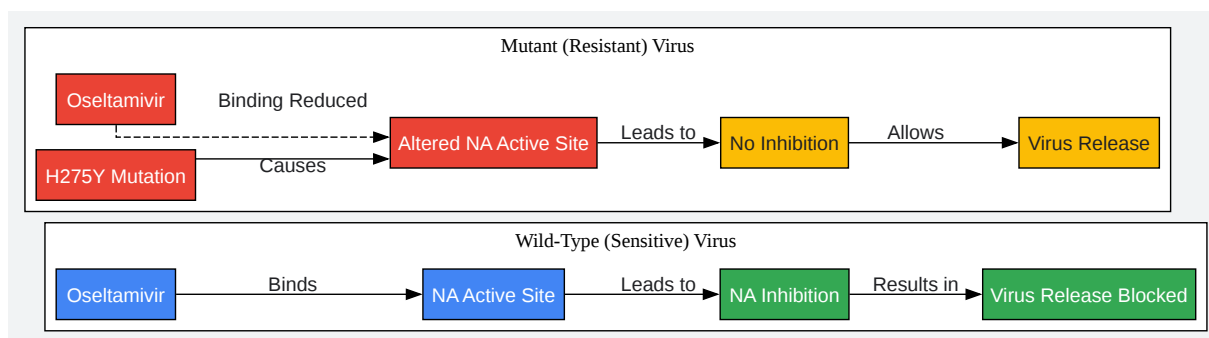 Mutant (Resistant) Virus
Oseltamivir
Binding Reduced
H275Y Mutation
Causes
Altered NA Active Site
Leads to
No Inhibition
Allows
Virus Release
Wild-Type (Sensitive) Virus
Oseltamivir
Binds
NA Active Site
Leads to
NA Inhibition
Results in
Virus Release Blocked